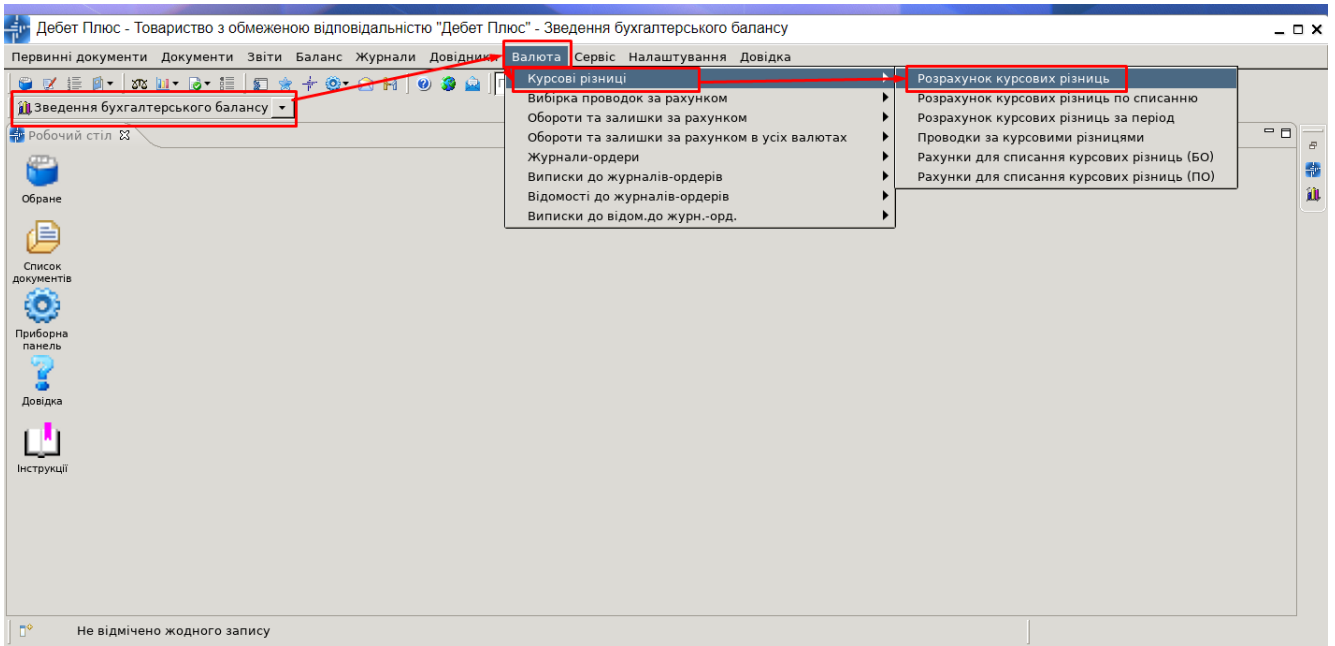 Дебет Плюс - Товариство з обмеженою відповідальністю "Дебет Плюс" - Зведення бухгалтерського балансу
Первинні документи Документи Звіти Баланс Журнали Довідники Валюта Сервіс Налаштування Довідка
Зведення бухгалтерського балансу
Курсові різниці
Вибірка проводок за рахунком
Обороти та залишки за рахунком
Обороти та залишки за рахунком в усіх валютах
Журнали-ордери
Виписки до журналів-ордерів
Відомості до журналів-ордерів
Виписки до відом.до журн.-орд.
Розрахунок курсових різниць
Розрахунок курсових різниць по списанню
Розрахунок курсових різниць за період
Проводки за курсовими різницями
Рахунки для списання курсових різниць (БО)
Рахунки для списання курсових різниць (ПО)
Робочий стіл
Обране
Список
документів
Приборна
панель
Довідка
Інструкції
Не відмічено жодного запису